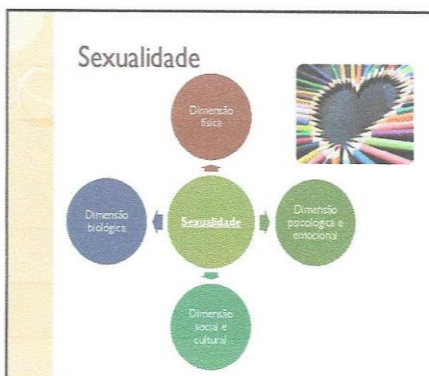 Sexualidade
Dimensão
física
Dimensão
biológica
Sexualidade
Dimensão
psicológica e
emocional
Dimensão
social e
cultural